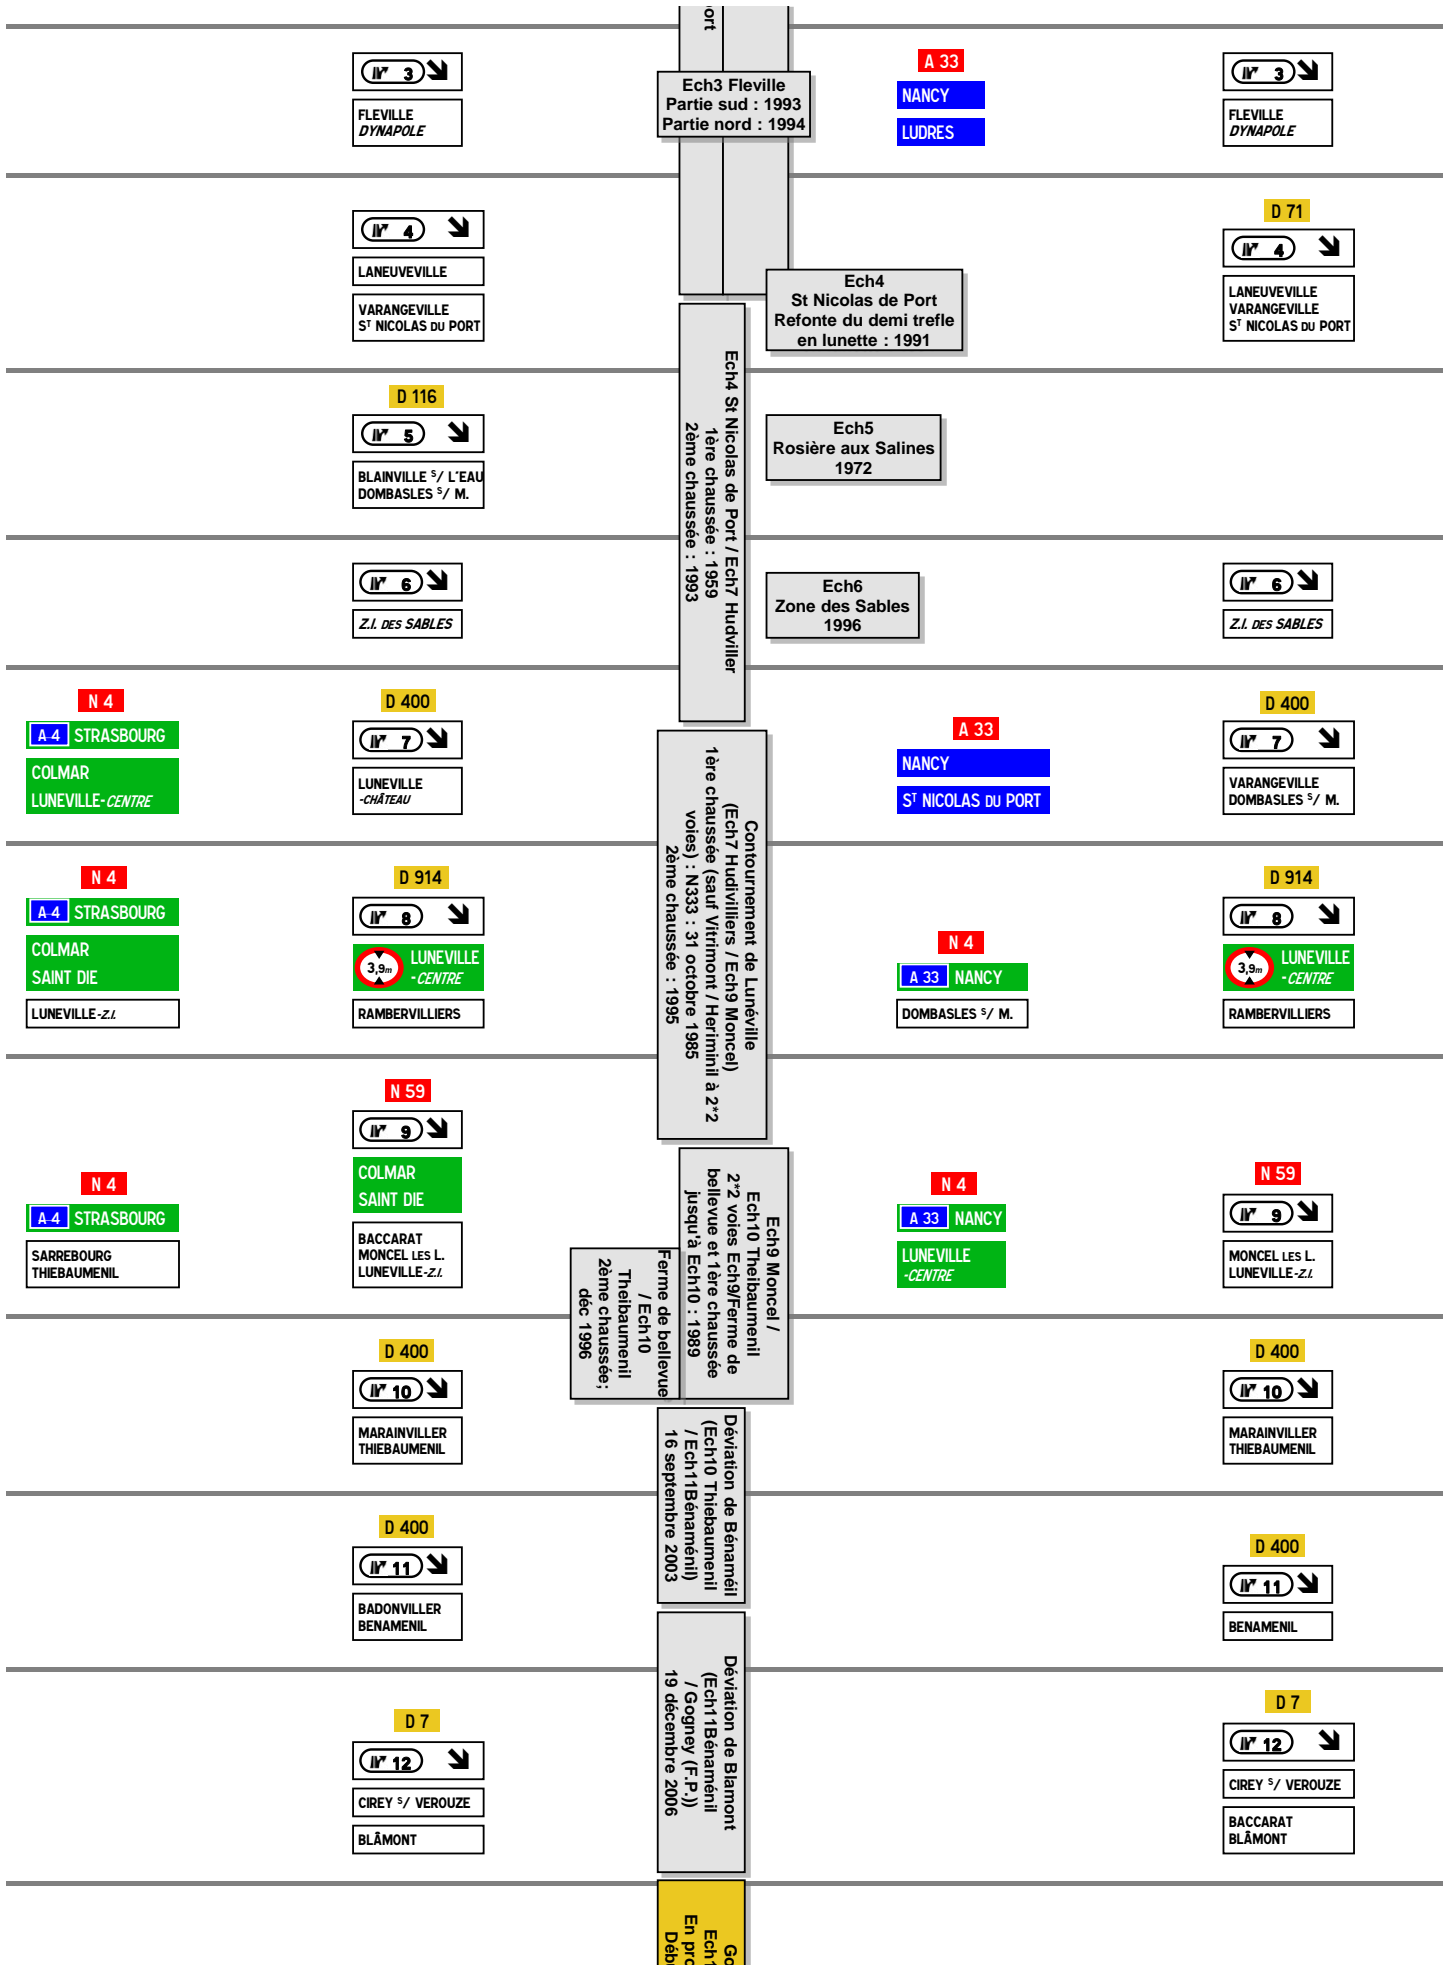 ort
3
FLEVILLE
DYNAPOLE
Ech3 Fleville
Partie sud : 1993
Partie nord : 1994
A 33
NANCY
LUDRES
3
FLEVILLE
DYNAPOLE
4
LANEUVEVILLE
VARANGEVILLE
ST NICOLAS DU PORT
Ech4
St Nicolas de Port
Refonte du demi trefle
en lunette : 1991
D 71
4
LANEUVEVILLE
VARANGEVILLE
ST NICOLAS DU PORT
Ech4 St Nicolas de Port / Ech7 Hudviller
1ère chaussée : 1959
2ème chaussée : 1993
D 116
5
BLAINVILLE S/ L'EAU
DOMBASLES S/ M.
Ech5
Rosière aux Salines
1972
6
Z.I. DES SABLES
Ech6
Zone des Sables
1996
6
Z.I. DES SABLES
N 4
A 4 STRASBOURG
COLMAR
LUNEVILLE-CENTRE
D 400
7
LUNEVILLE
-CHÂTEAU
Contournement de Lunéville
(Ech7 Hudivilliers / Ech9 Moncel)
1ère chaussée (sauf Vitrimont / Heriminil à 2*2
voies) : N333 : 31 octobre 1985
2ème chaussée : 1995
A 33
NANCY
ST NICOLAS DU PORT
D 400
7
VARANGEVILLE
DOMBASLES S/ M.
N 4
A 4 STRASBOURG
COLMAR
SAINT DIE
LUNEVILLE-Z.I.
D 914
8
3,9m
LUNEVILLE
-CENTRE
RAMBERVILLIERS
N 4
A 33 NANCY
DOMBASLES S/ M.
D 914
8
3,9m
LUNEVILLE
-CENTRE
RAMBERVILLIERS
N 4
A 4 STRASBOURG
SARREBOURG
THIEBAUMENIL
N 59
9
COLMAR
SAINT DIE
BACCARAT
MONCEL LES L.
LUNEVILLE-Z.I.
Ech9 Moncel /
Ech10 Theibaumenil
2*2 voies Ech9/Ferme de
bellevue et 1ère chaussée
jusqu'à Ech10 : 1989
Ferme de bellevue
/ Ech10
Theibaumenil
2ème chaussée;
déc 1996
N 4
A 33 NANCY
LUNEVILLE
-CENTRE
N 59
9
MONCEL LES L.
LUNEVILLE-Z.I.
D 400
10
MARAINVILLER
THIEBAUMENIL
Déviation de Bénaméil
(Ech10 Thiebaumenil
/ Ech11Bénaménil)
16 septembre 2003
D 400
10
MARAINVILLER
THIEBAUMENIL
D 400
11
BADONVILLER
BENAMENIL
D 400
11
BENAMENIL
Déviation de Blamont
(Ech11Bénaménil
/ Gogney (F.P.))
19 décembre 2006
D 7
12
CIREY S/ VEROUZE
BLÂMONT
D 7
12
CIREY S/ VEROUZE
BACCARAT
BLÂMONT
Go
Ech1
En pro
Débu